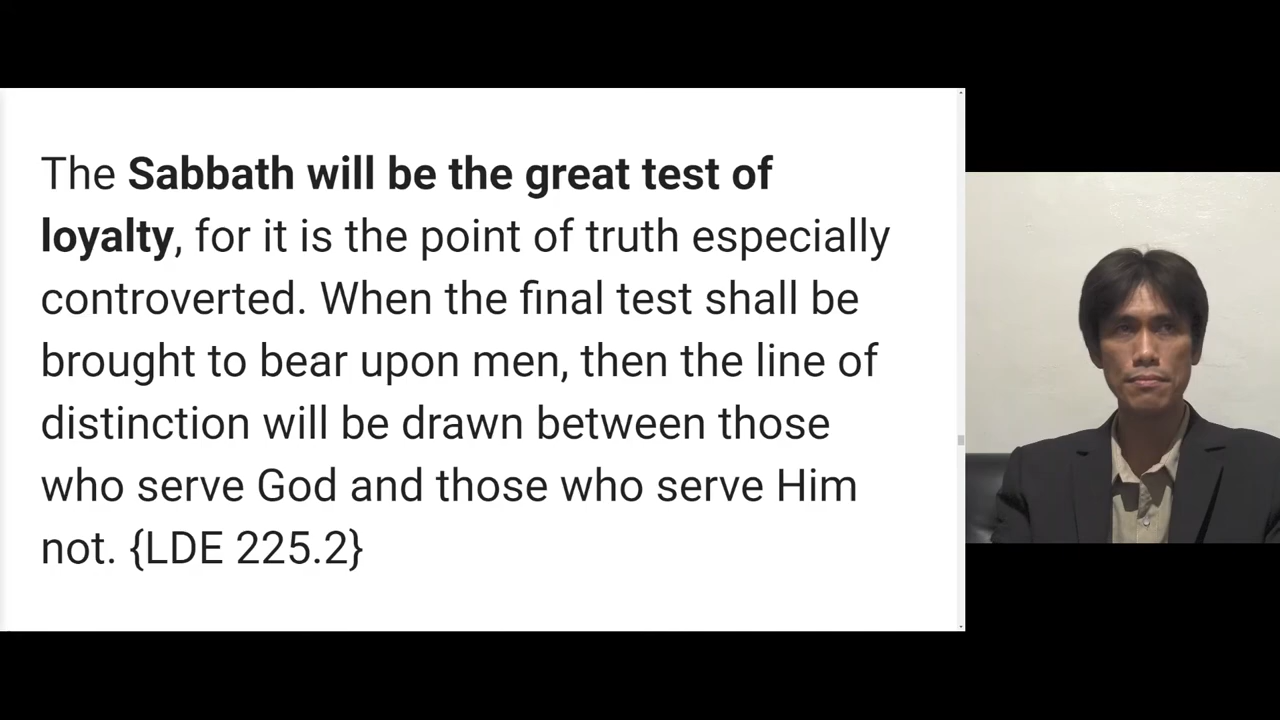 The Sabbath will be the great test of
loyalty, for it is the point of truth especially
controverted. When the final test shall be
brought to bear upon men, then the line of
distinction will be drawn between those
who serve God and those who serve Him
not. {LDE 225.2}